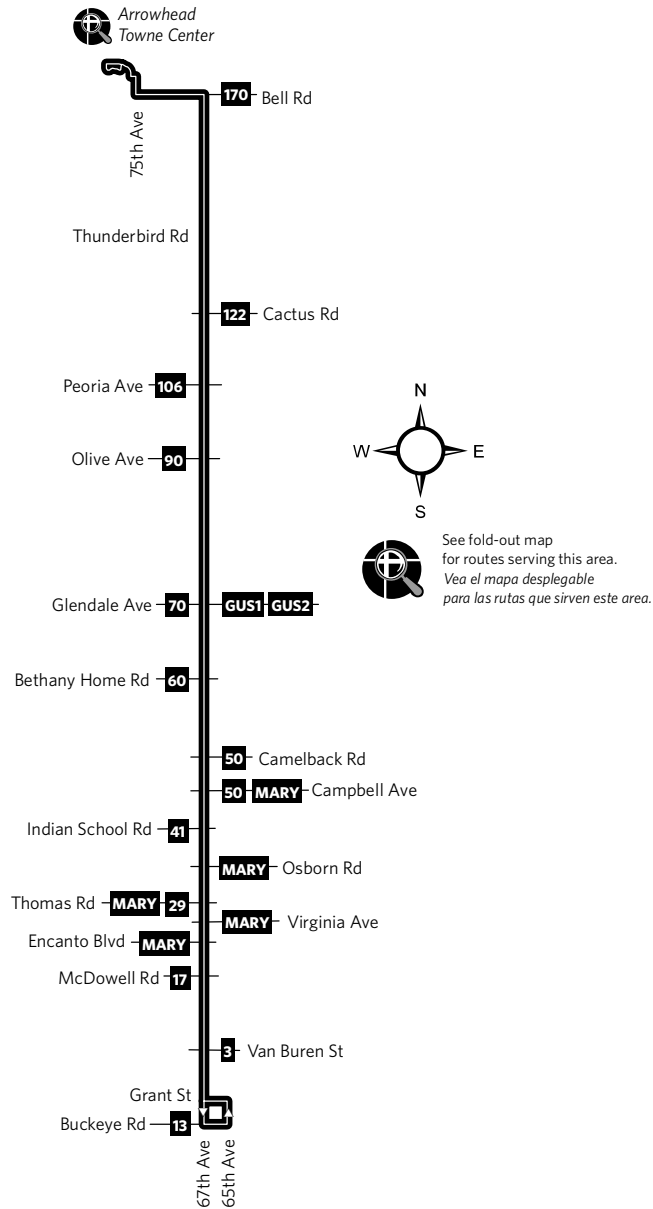 Arrowhead
Towne Center
170 Bell Rd
75th Ave
Thunderbird Rd
122 Cactus Rd
Peoria Ave 106
N
Olive Ave 90
W E
S
See fold-out map
for routes serving this area.
Vea el mapa desplegable
para las rutas que sirven este area.
Glendale Ave 70 GUS1 GUS2
Bethany Home Rd 60
50 Camelback Rd
50 MARY Campbell Ave
Indian School Rd 41
MARY Osborn Rd
Thomas Rd MARY 29
MARY Virginia Ave
Encanto Blvd MARY
McDowell Rd 17
3 Van Buren St
Grant St
Buckeye Rd 13
67th Ave
65th Ave